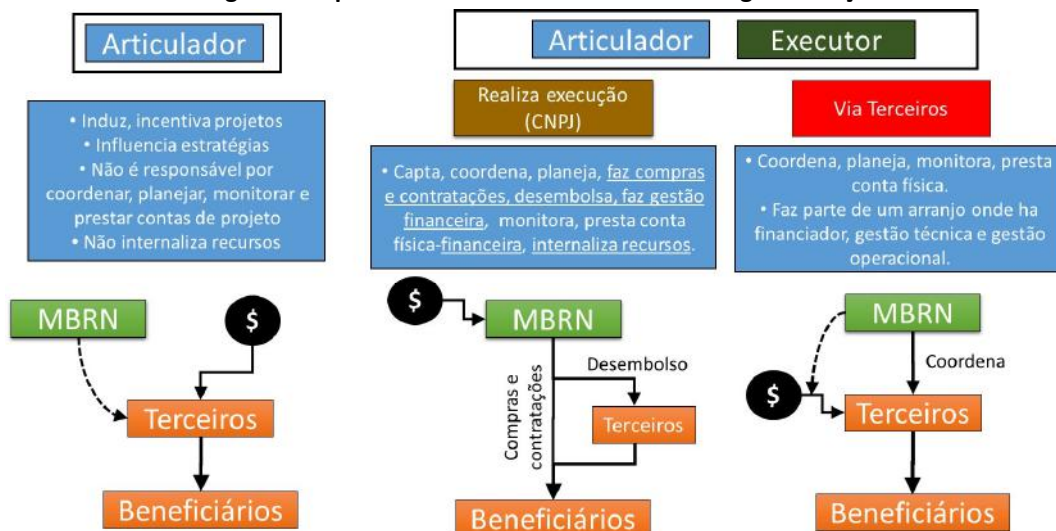 Articulador
• Induz, incentiva projetos
• Influencia estratégias
• Não é responsável por
coordenar, planejar, monitorar e
prestar contas de projeto
• Não internaliza recursos
MBRN
$
Terceiros
Beneficiários
Articulador
Executor
Realiza execução
(CNPJ)
• Capta, coordena, planeja, faz compras
e contratações, desembolsa, faz gestão
financeira, monitora, presta conta
física-financeira, internaliza recursos.
$
MBRN
Desembolso
Compras e
contratações
Terceiros
Beneficiários
Via Terceiros
• Coordena, planeja, monitora, presta
conta física.
• Faz parte de um arranjo onde ha
financiador, gestão técnica e gestão
operacional.
MBRN
Coordena
$
Terceiros
Beneficiários